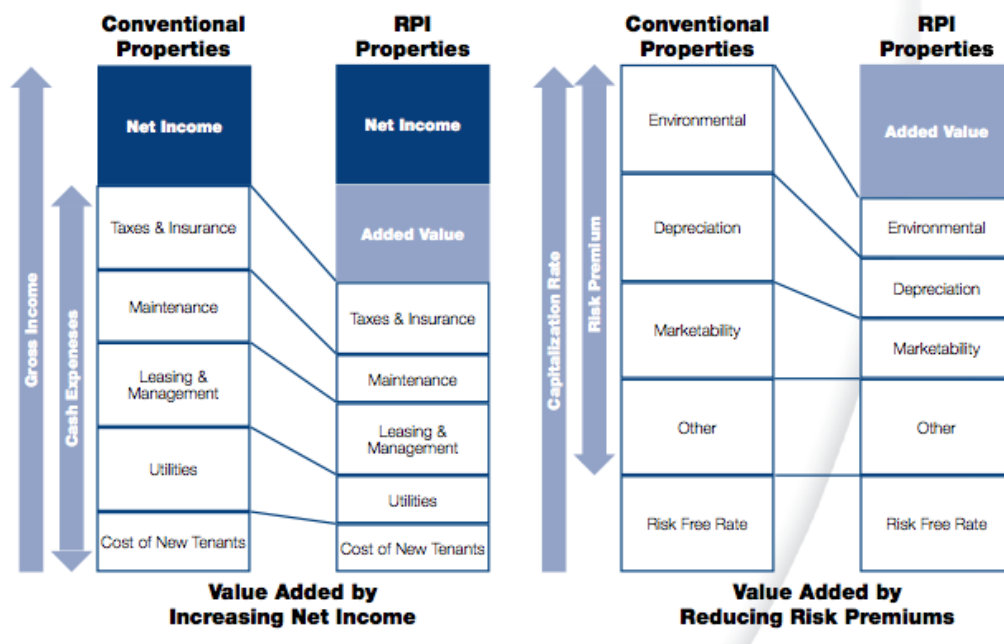 Conventional
Properties
RPI
Properties
Gross Income
Cash Expeneses
Net Income
Taxes & Insurance
Maintenance
Leasing &
Management
Utilities
Cost of New Tenants
Net Income
Added Value
Taxes & Insurance
Maintenance
Leasing &
Management
Utilities
Cost of New Tenants
Value Added by
Increasing Net Income
Conventional
Properties
RPI
Properties
Capitalization Rate
Risk Premium
Environmental
Depreciation
Marketability
Other
Risk Free Rate
Added Value
Environmental
Depreciation
Marketability
Other
Risk Free Rate
Value Added by
Reducing Risk Premiums